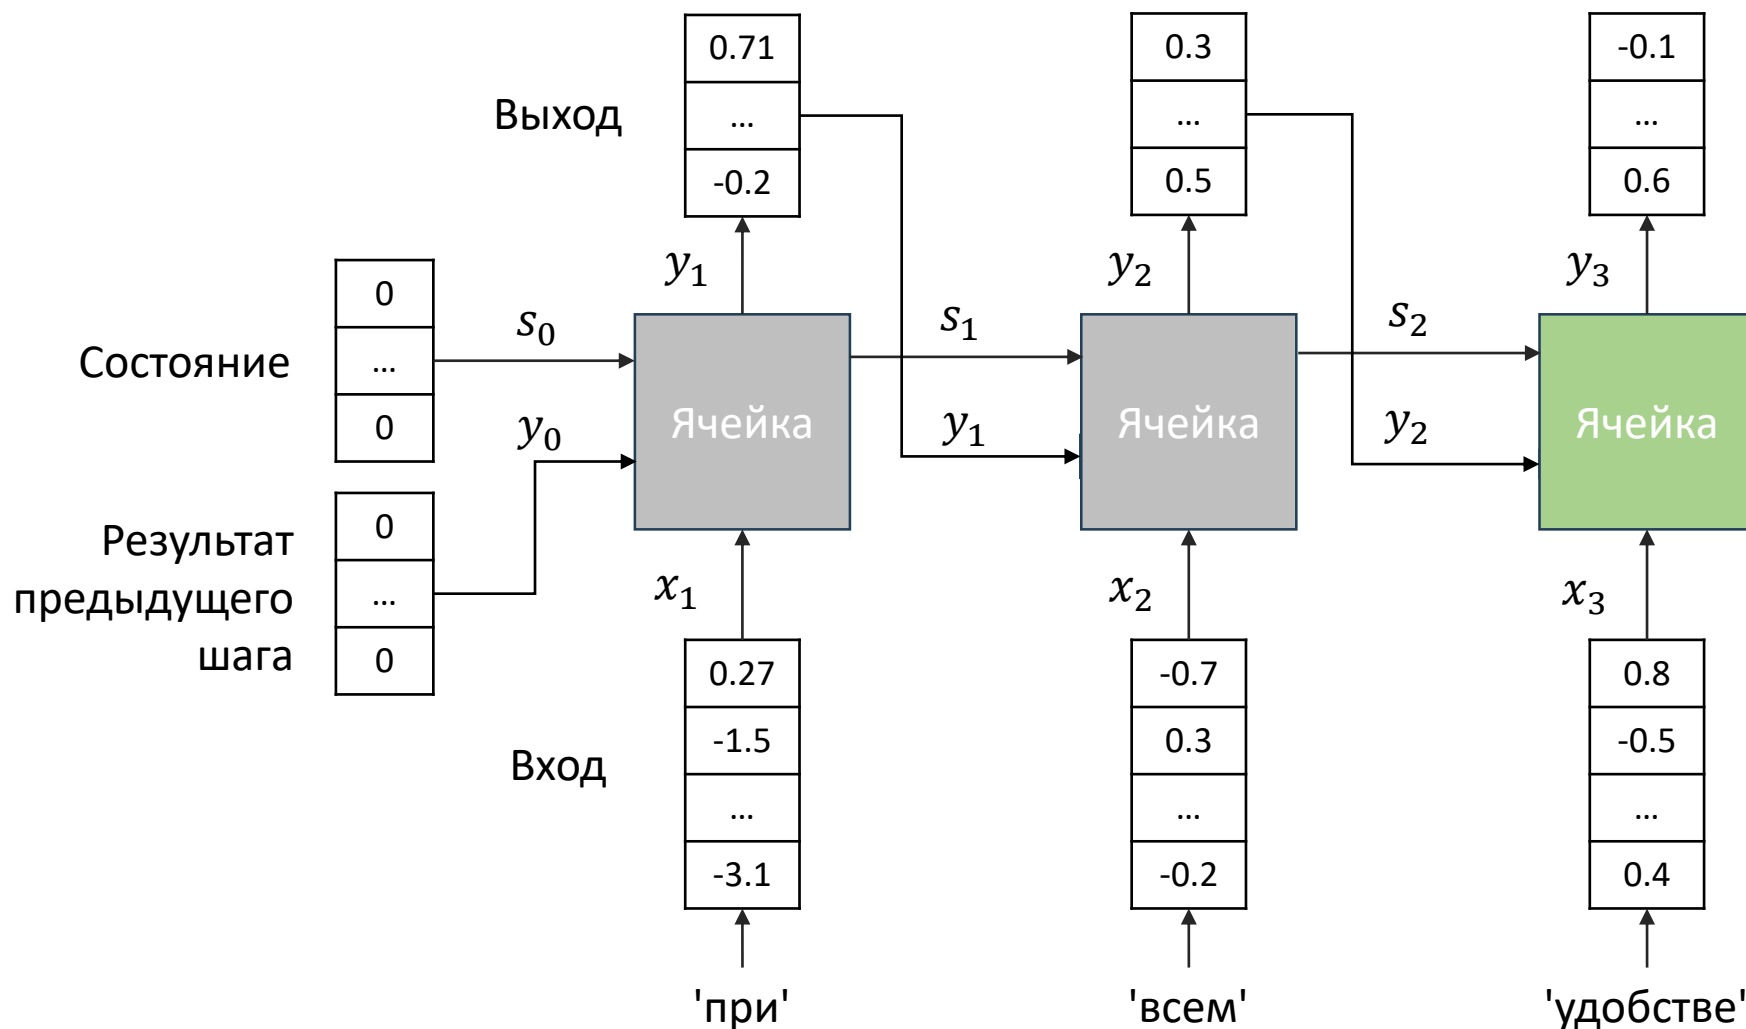 0.71
...
-0.2
0.3
...
0.5
-0.1
...
0.6
Выход
y₁
y₂
y₃
0
...
0
Состояние
s₀
s₁
s₂
Ячейка
Ячейка
Ячейка
y₀
y₁
y₂
0
...
0
Результат
предыдущего
шага
x₁
x₂
x₃
0.27
-1.5
...
-3.1
-0.7
0.3
...
-0.2
0.8
-0.5
...
0.4
Вход
'при'
'всем'
'удобстве'